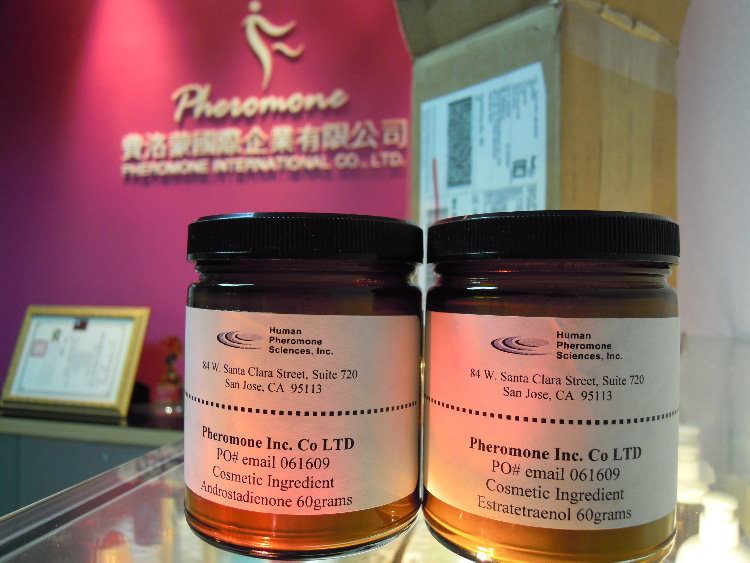 Pheromone
費洛蒙國際企業有限公司
PHEROMONE INTERNATIONAL CO., LTD.
Human
Pheromone
Sciences, Inc.
84 W. Santa Clara Street, Suite 720
San Jose, CA 95113
Pheromone Inc. Co LTD
PO# email 061609
Cosmetic Ingredient
Androstadienone 60grams
Human
Pheromone
Sciences, Inc.
84 W. Santa Clara Street, Suite 720
San Jose, CA 95113
Pheromone Inc. Co LTD
PO# email 061609
Cosmetic Ingredient
Estratetraenol 60grams